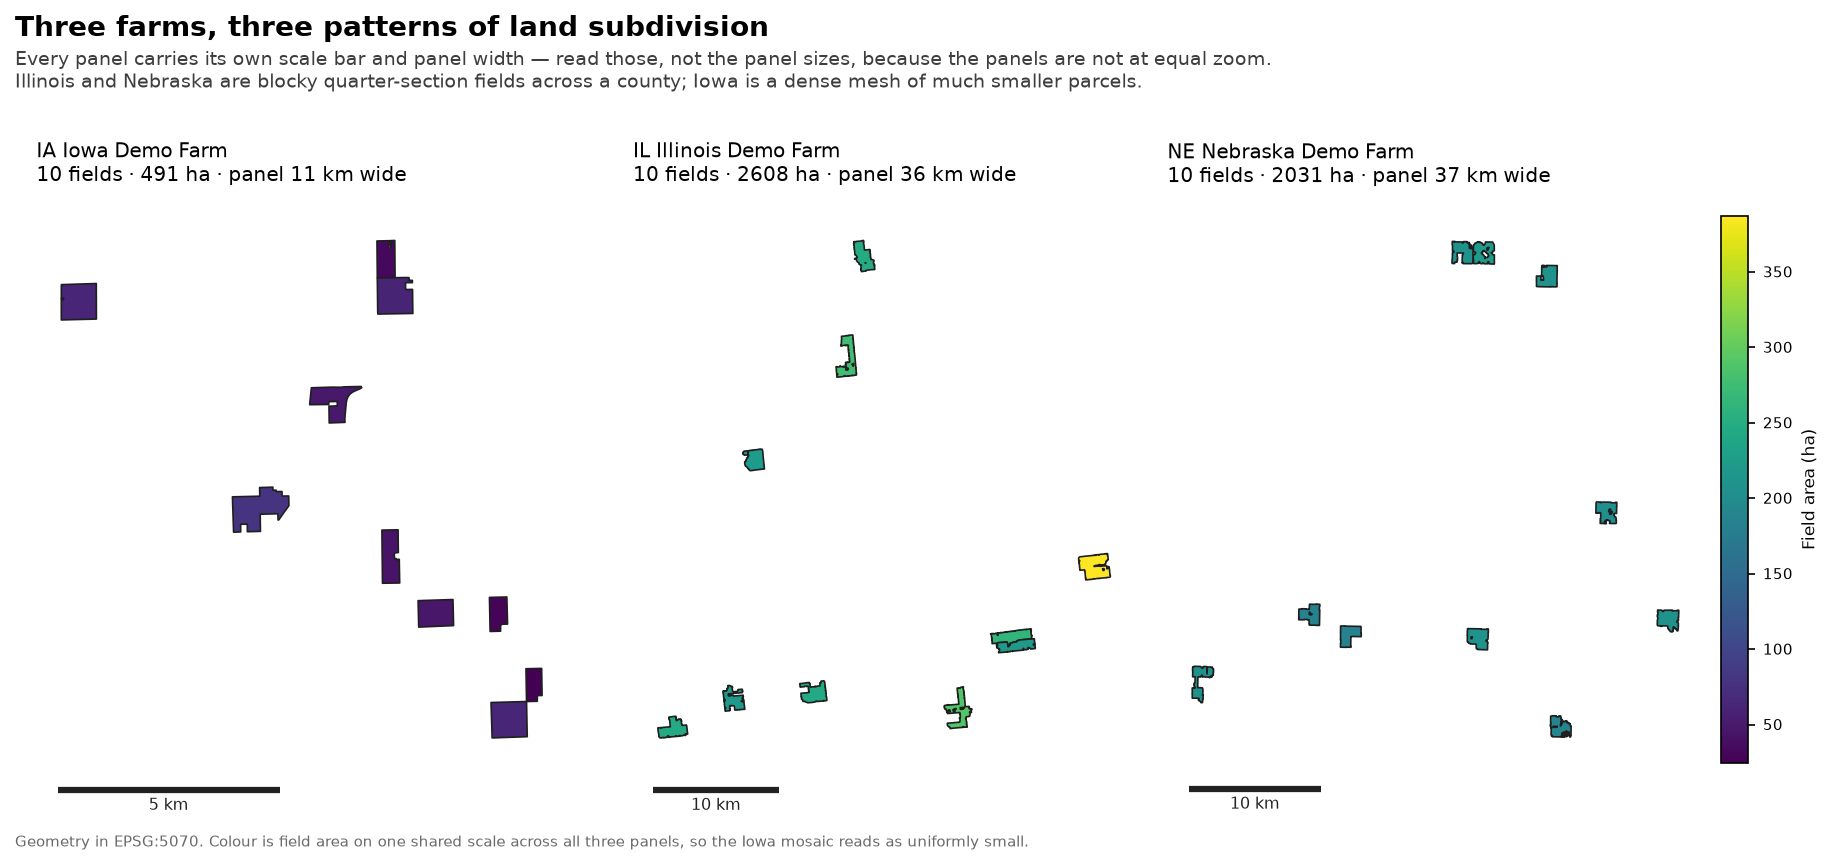 Three farms, three patterns of land subdivision
Every panel carries its own scale bar and panel width — read those, not the panel sizes, because the panels are not at equal zoom.
Illinois and Nebraska are blocky quarter-section fields across a county; Iowa is a dense mesh of much smaller parcels.
IA Iowa Demo Farm
10 fields · 491 ha · panel 11 km wide
IL Illinois Demo Farm
10 fields · 2608 ha · panel 36 km wide
NE Nebraska Demo Farm
10 fields · 2031 ha · panel 37 km wide
350
300
250
200
150
100
50
Field area (ha)
5 km
10 km
10 km
Geometry in EPSG:5070. Colour is field area on one shared scale across all three panels, so the Iowa mosaic reads as uniformly small.